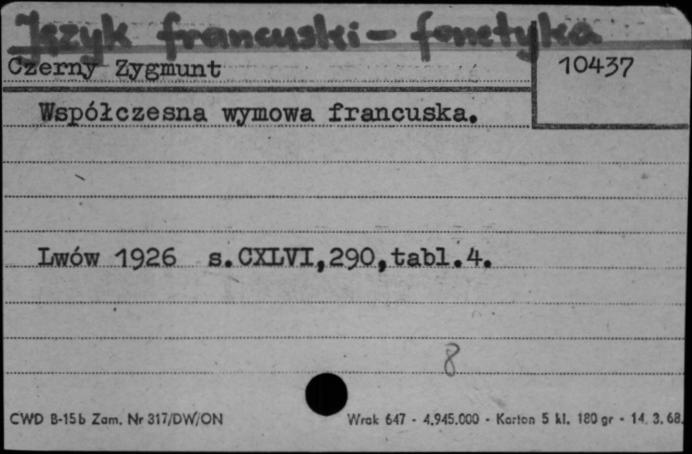 Język francuski - fonetyka
Czerny Zygmunt
10437
Współczesna wymowa francuska.
Lwów 1926 s.CXLVI,290,tabl.4.
8
CWD B-15b Zam. Nr 317/DW/ON
Wrak 647 - 4.945.000 - Karton 5 kl. 180 gr - 14. 3. 68.